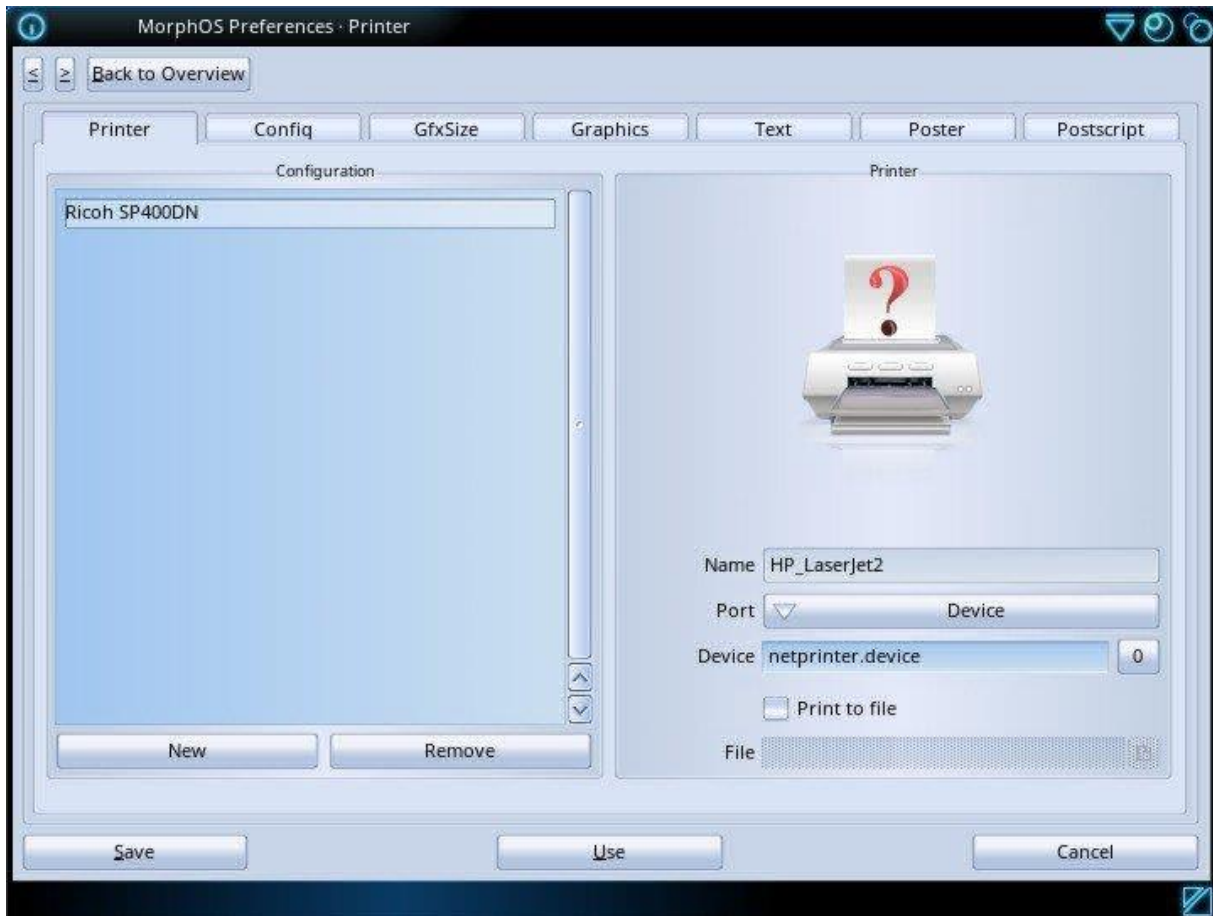 MorphOS Preferences · Printer
< > Back to Overview
Printer Config GfxSize Graphics Text Poster Postscript
Configuration
Ricoh SP400DN
New Remove
Printer
?
Name HP_LaserJet2
Port Device
Device netprinter.device 0
Print to file
File
Save Use Cancel